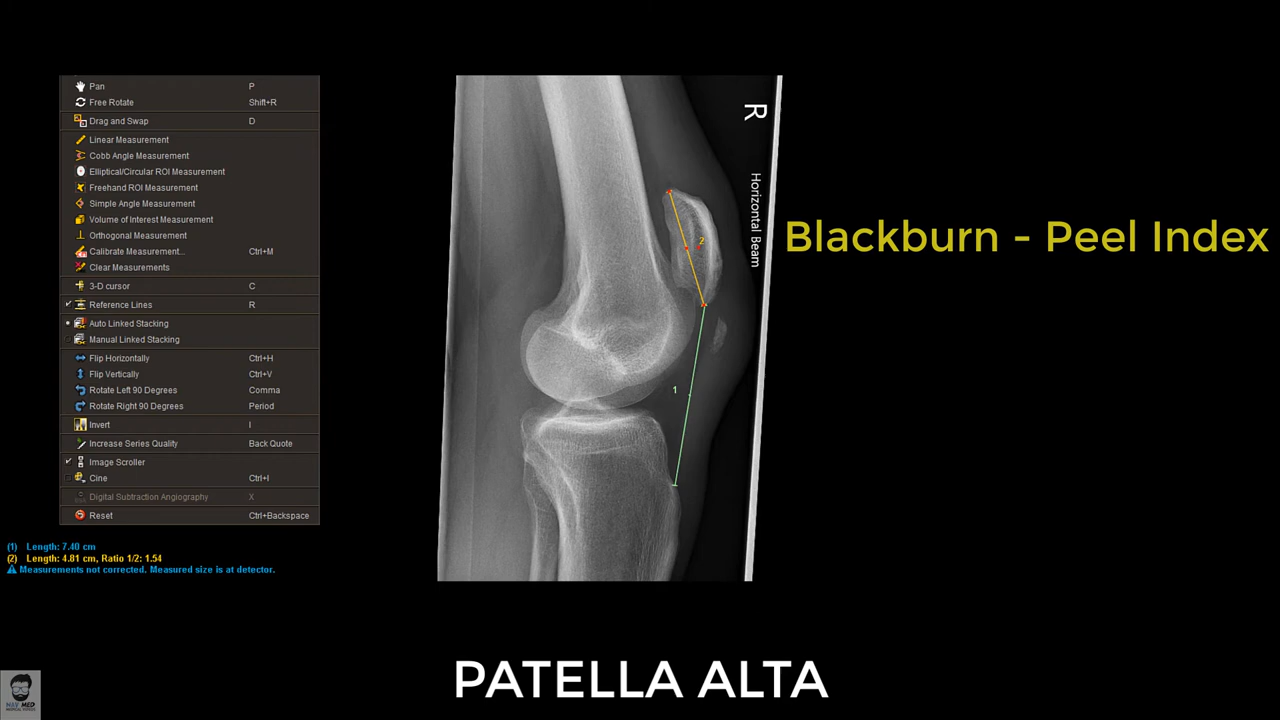 Pan P
Free Rotate Shift+R
Drag and Swap D
Linear Measurement
Cobb Angle Measurement
Elliptical/Circular ROI Measurement
Freehand ROI Measurement
Simple Angle Measurement
Volume of Interest Measurement
Orthogonal Measurement
Calibrate Measurement... Ctrl+M
Clear Measurements
3-D cursor C
Reference Lines R
Auto Linked Stacking
Manual Linked Stacking
Flip Horizontally Ctrl+H
Flip Vertically Ctrl+V
Rotate Left 90 Degrees Comma
Rotate Right 90 Degrees Period
Invert I
Increase Series Quality Back Quote
Image Scroller
Cine Ctrl+I
Digital Subtraction Angiography X
Reset Ctrl+Backspace
(1) Length: 7.40 cm
(2) Length: 4.81 cm, Ratio 1/2: 1.54
Measurements not corrected. Measured size is at detector.
R
Horizontal Beam
2
1
Blackburn - Peel Index
PATELLA ALTA